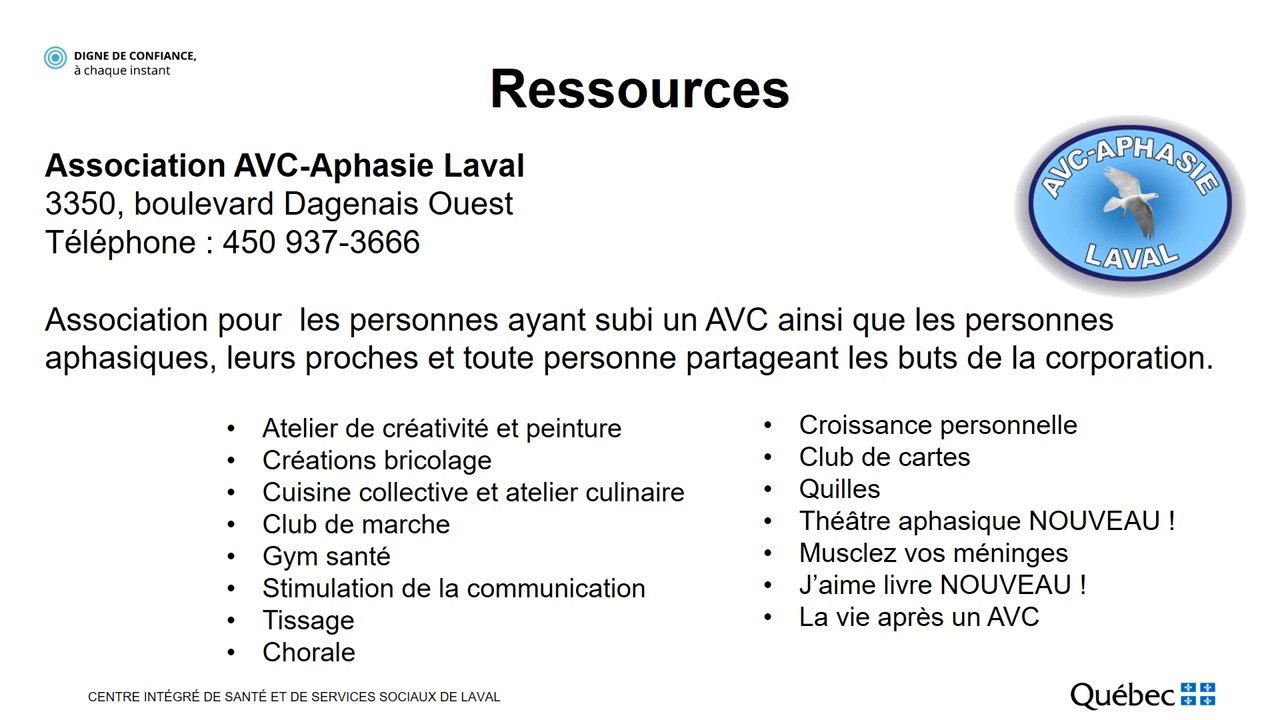 DIGNE DE CONFIANCE,
à chaque instant
Ressources
Association AVC-Aphasie Laval
3350, boulevard Dagenais Ouest
Téléphone : 450 937-3666
AVC-APHASIE
LAVAL
Association pour  les personnes ayant subi un AVC ainsi que les personnes
aphasiques, leurs proches et toute personne partageant les buts de la corporation.
• Atelier de créativité et peinture
• Créations bricolage
• Cuisine collective et atelier culinaire
• Club de marche
• Gym santé
• Stimulation de la communication
• Tissage
• Chorale
• Croissance personnelle
• Club de cartes
• Quilles
• Théâtre aphasique NOUVEAU !
• Musclez vos méninges
• J’aime livre NOUVEAU !
• La vie après un AVC
CENTRE INTÉGRÉ DE SANTÉ ET DE SERVICES SOCIAUX DE LAVAL
Québec